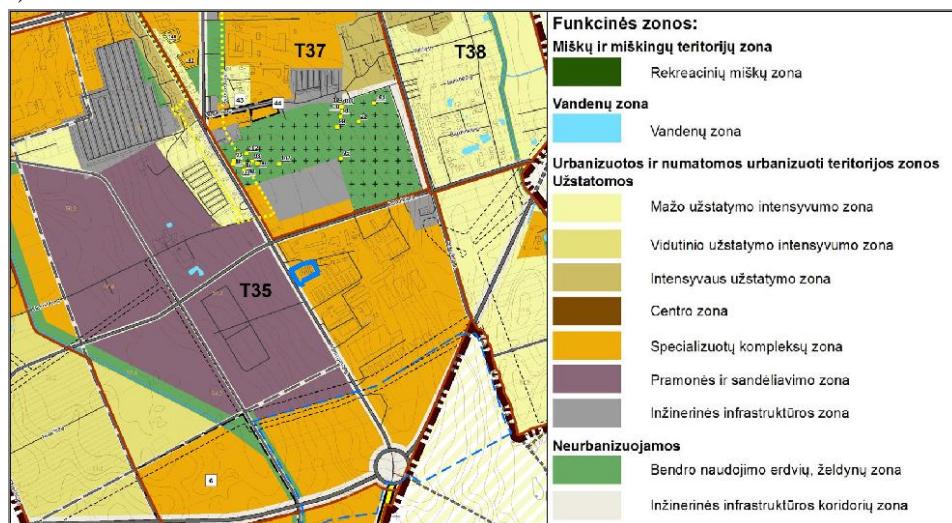 T37
T38
43
44
T35
6
Funkcinės zonos:
Miškų ir miškingų teritorijų zona
Rekreacinių miškų zona
Vandenų zona
Vandenų zona
Urbanizuotos ir numatomos urbanizuoti teritorijos zonos
Užstatomos
Mažo užstatymo intensyvumo zona
Vidutinio užstatymo intensyvumo zona
Intensyvaus užstatymo zona
Centro zona
Specializuotų kompleksų zona
Pramonės ir sandėliavimo zona
Inžinerinės infrastruktūros zona
Neurbanizuojamos
Bendro naudojimo erdvių, želdynų zona
Inžinerinės infrastruktūros koridorių zona